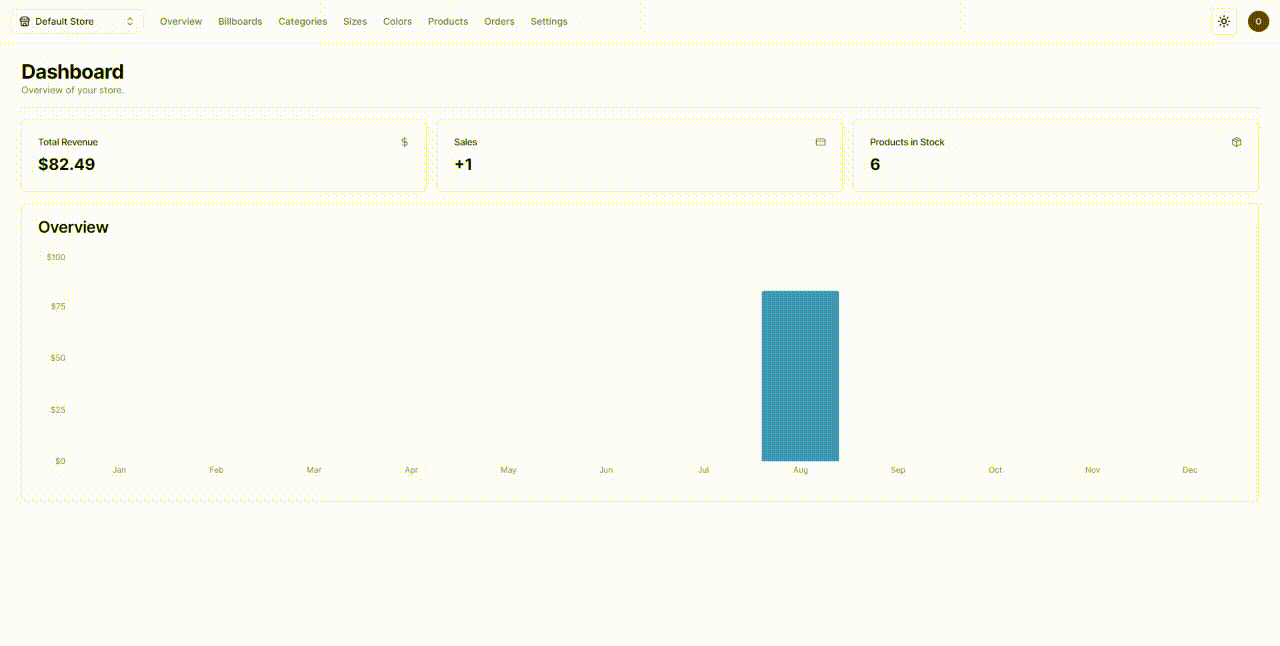 Default Store Overview Billboards Categories Sizes Colors Products Orders Settings O
Dashboard
Overview of your store.
Total Revenue
$82.49
Sales
+1
Products in Stock
6
Overview
$100
$75
$50
$25
$0
Jan Feb Mar Apr May Jun Jul Aug Sep Oct Nov Dec